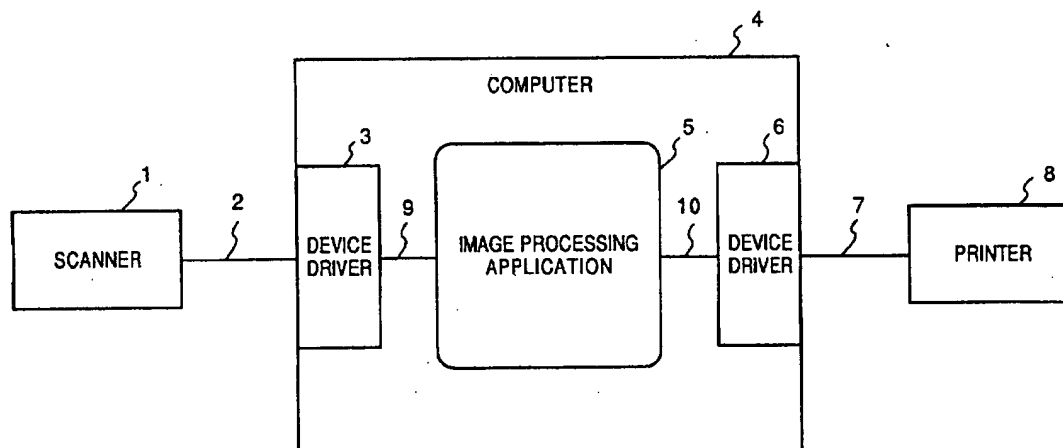 4
COMPUTER
1
SCANNER
2
3
DEVICE
DRIVER
9
5
IMAGE PROCESSING
APPLICATION
10
6
DEVICE
DRIVER
7
8
PRINTER